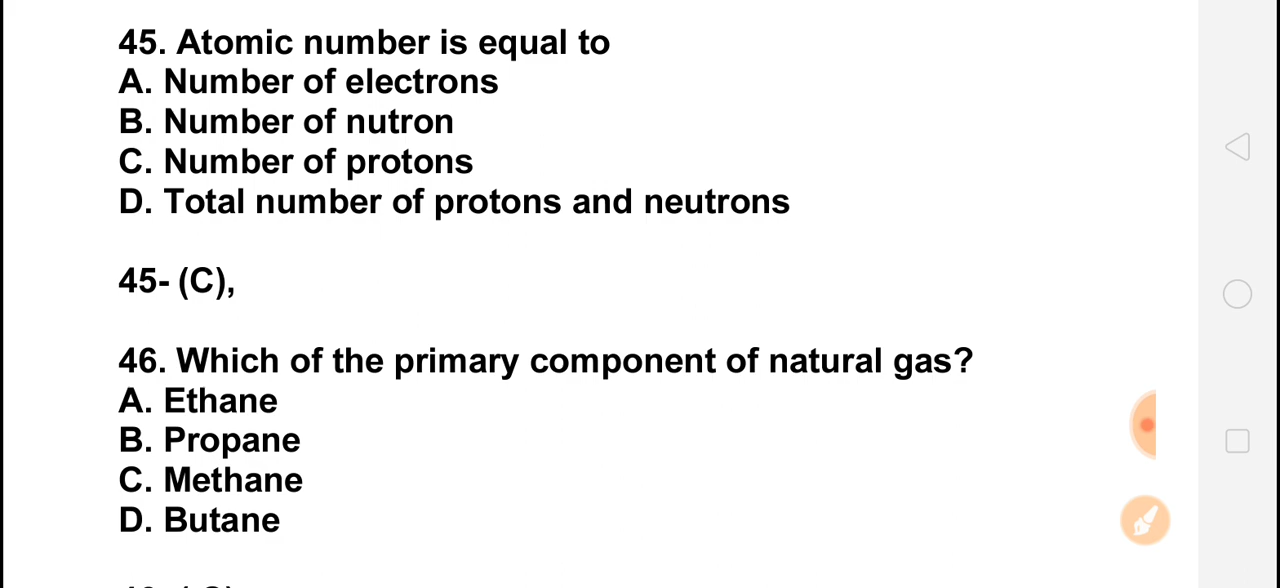 45. Atomic number is equal to
A. Number of electrons
B. Number of nutron
C. Number of protons
D. Total number of protons and neutrons
45- (C),
46. Which of the primary component of natural gas?
A. Ethane
B. Propane
C. Methane
D. Butane